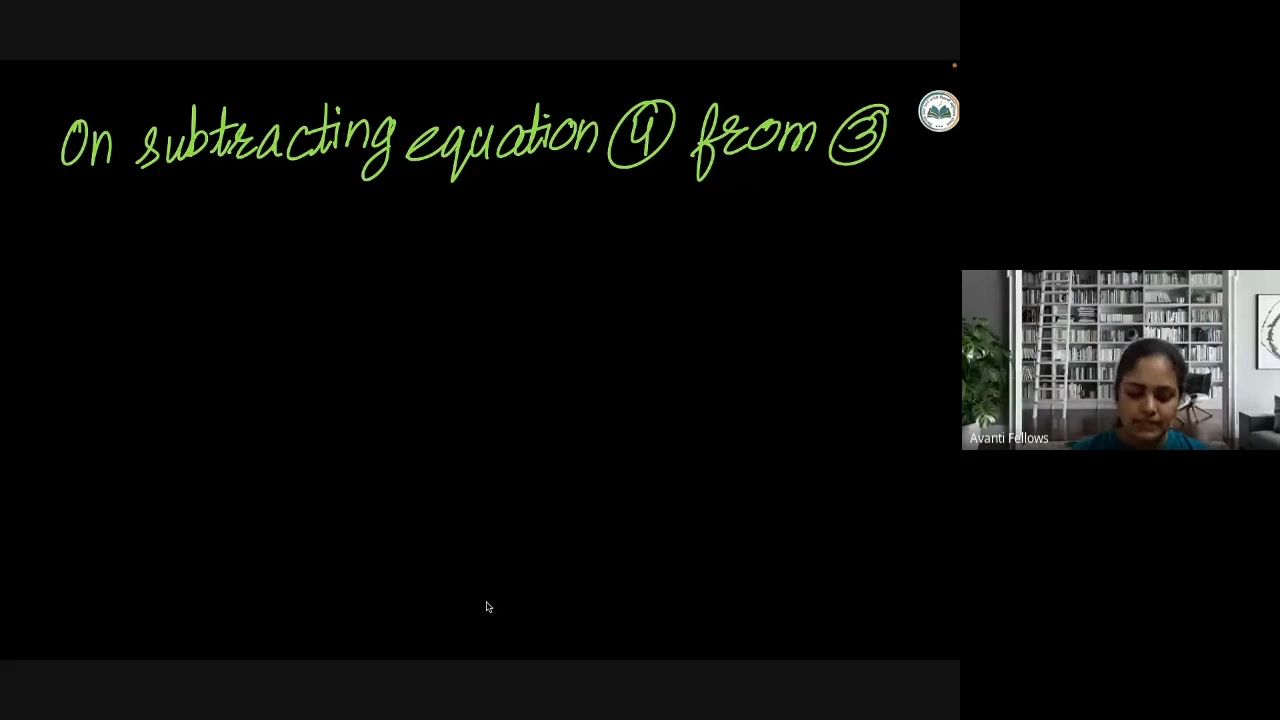 On subtracting equation ④ from ③
Avanti Fellows